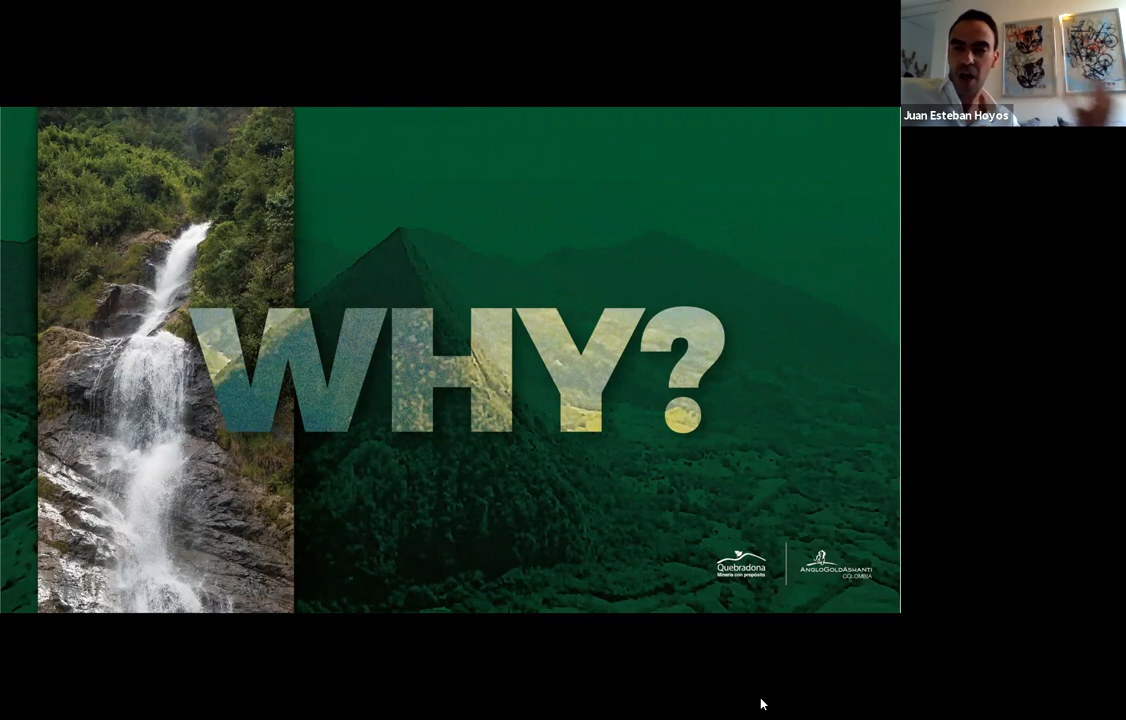 Juan Esteban Hoyos
WHY?
Quebradona
Minería con propósito
ANGLOGOLDASHANTI
COLOMBIA